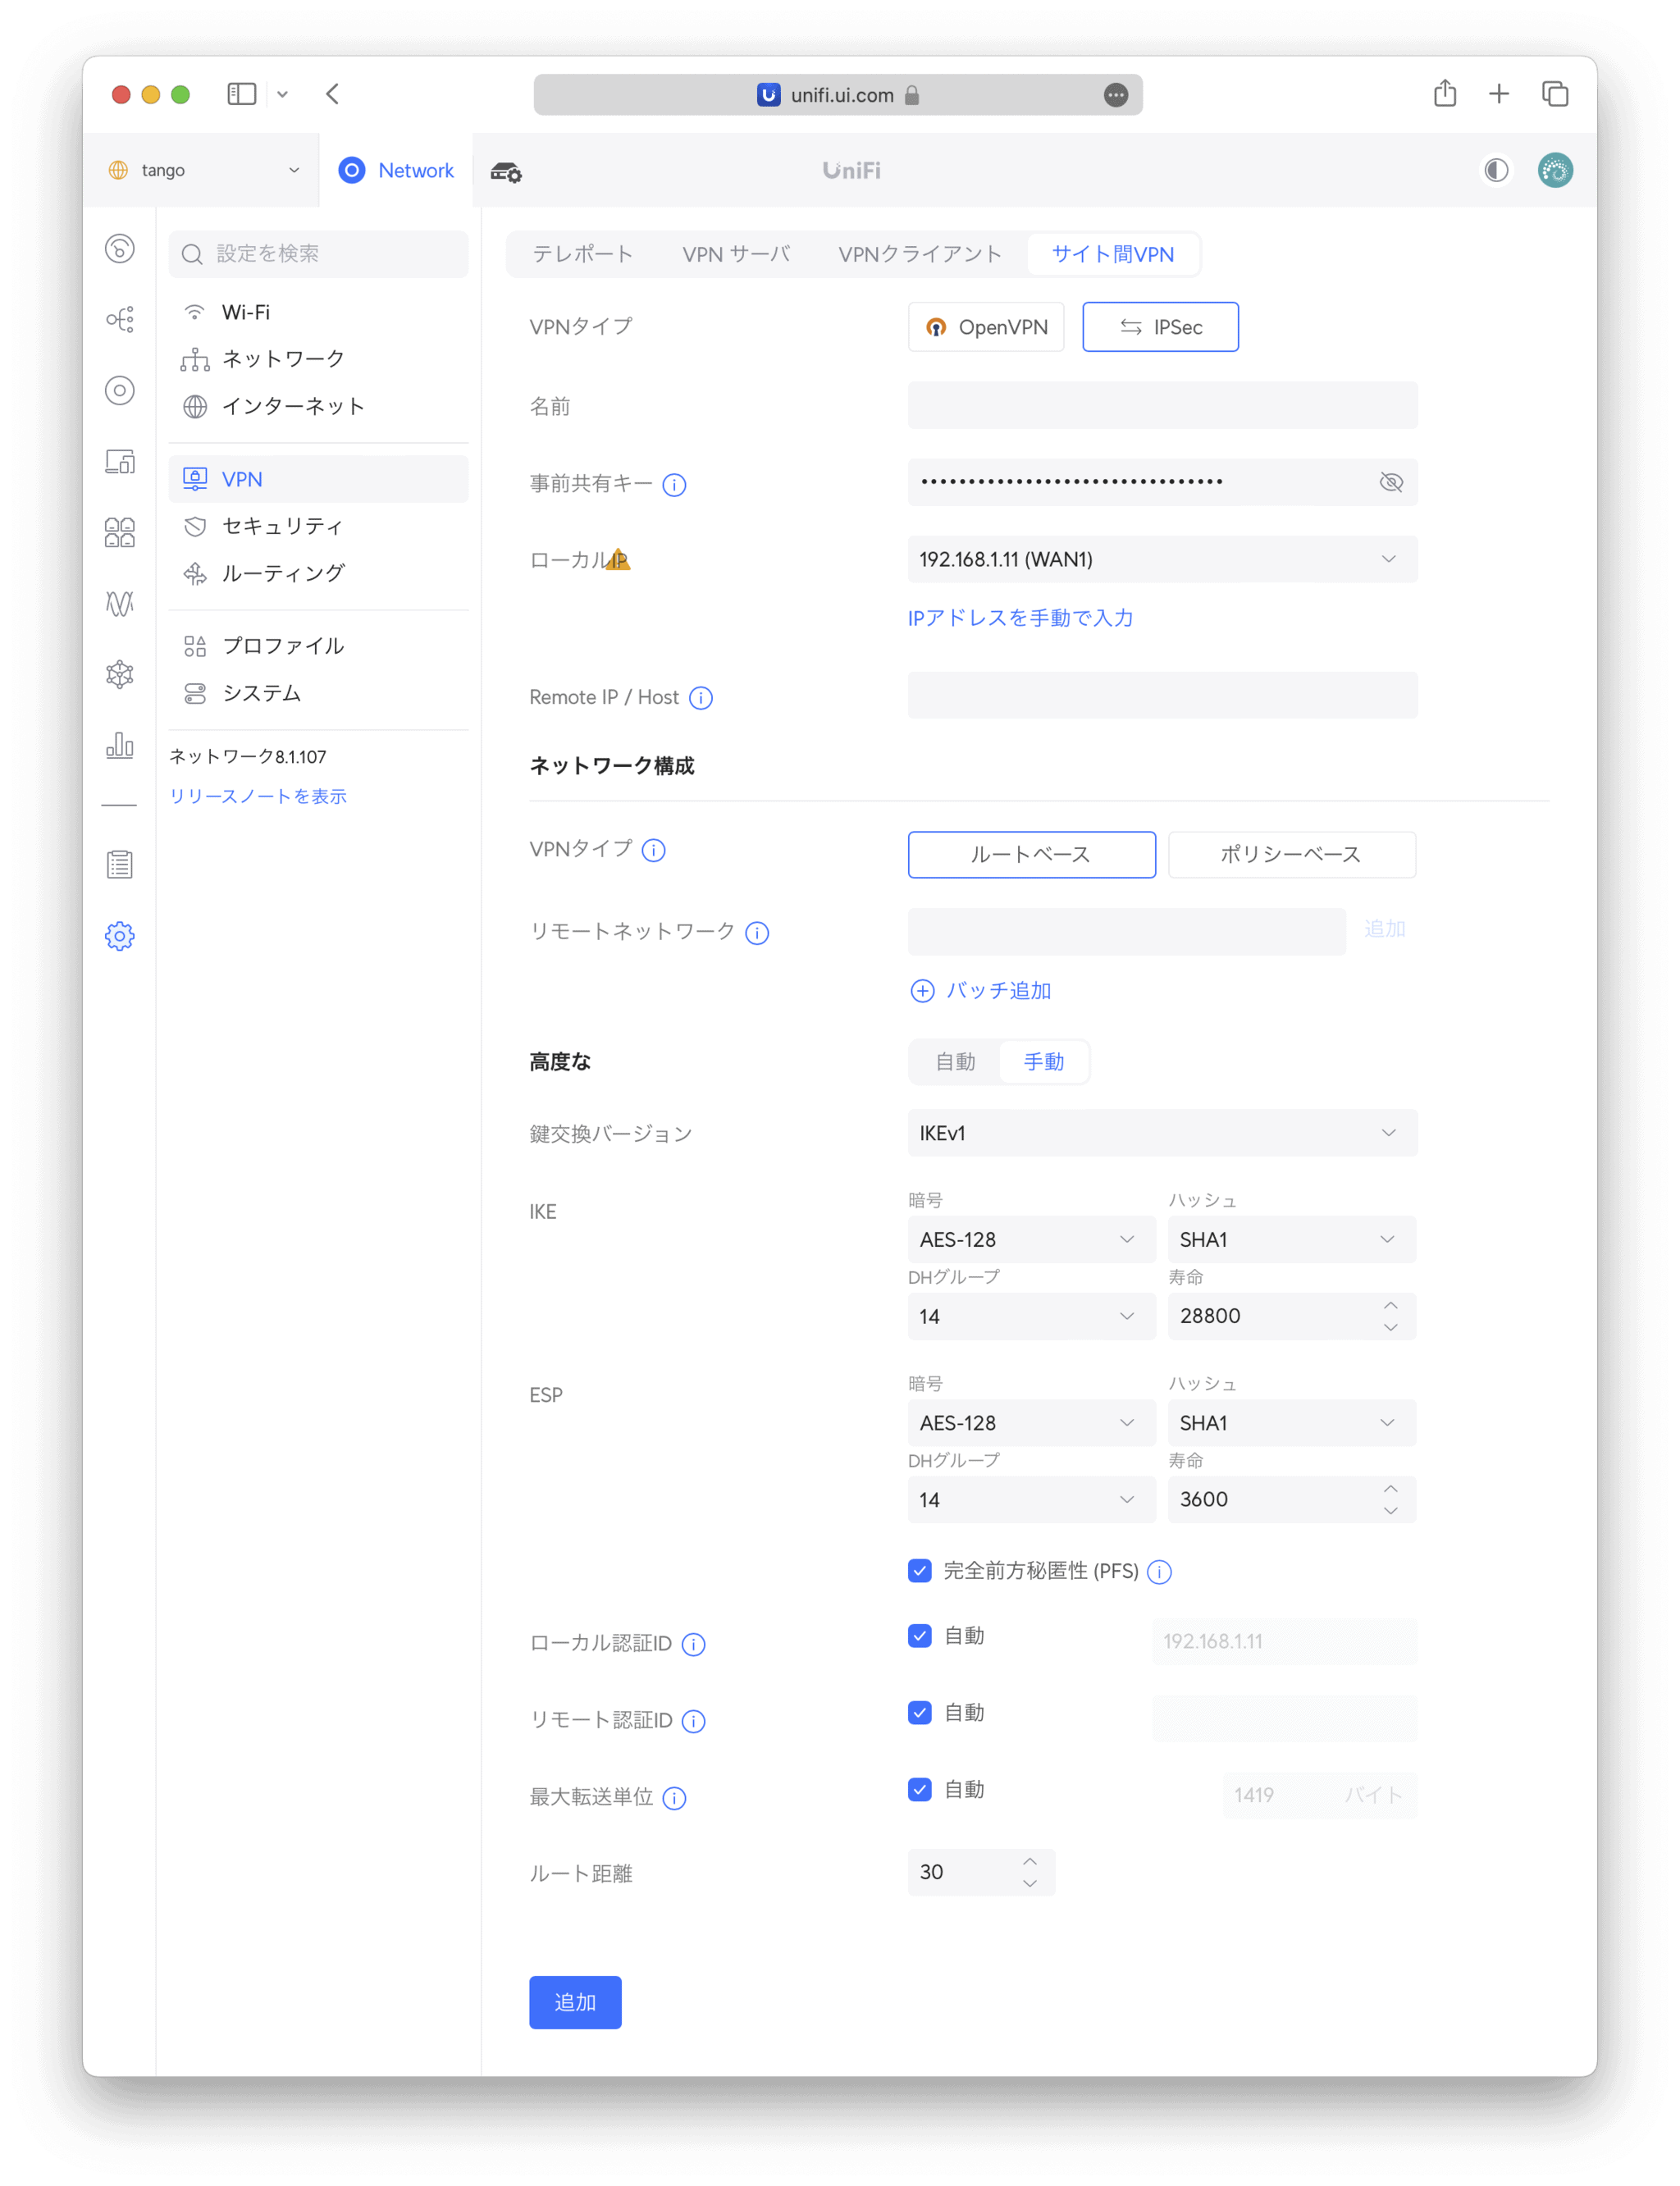 unifi.ui.com
tango
Network
UniFi
設定を検索
Wi-Fi
ネットワーク
インターネット
VPN
セキュリティ
ルーティング
プロファイル
システム
ネットワーク8.1.107
リリースノートを表示
テレポート VPN サーバ VPNクライアント サイト間VPN
VPNタイプ OpenVPN IPSec
名前
事前共有キー ••••••••••••••••••••••••••••••••
ローカルIP 192.168.1.11 (WAN1)
IPアドレスを手動で入力
Remote IP / Host
ネットワーク構成
VPNタイプ ルートベース ポリシーベース
リモートネットワーク 追加
バッチ追加
高度な 自動 手動
鍵交換バージョン IKEv1
IKE
暗号 ハッシュ
AES-128 SHA1
DHグループ 寿命
14 28800
ESP
暗号 ハッシュ
AES-128 SHA1
DHグループ 寿命
14 3600
完全前方秘匿性 (PFS)
ローカル認証ID 自動 192.168.1.11
リモート認証ID 自動
最大転送単位 自動 1419 バイト
ルート距離 30
追加